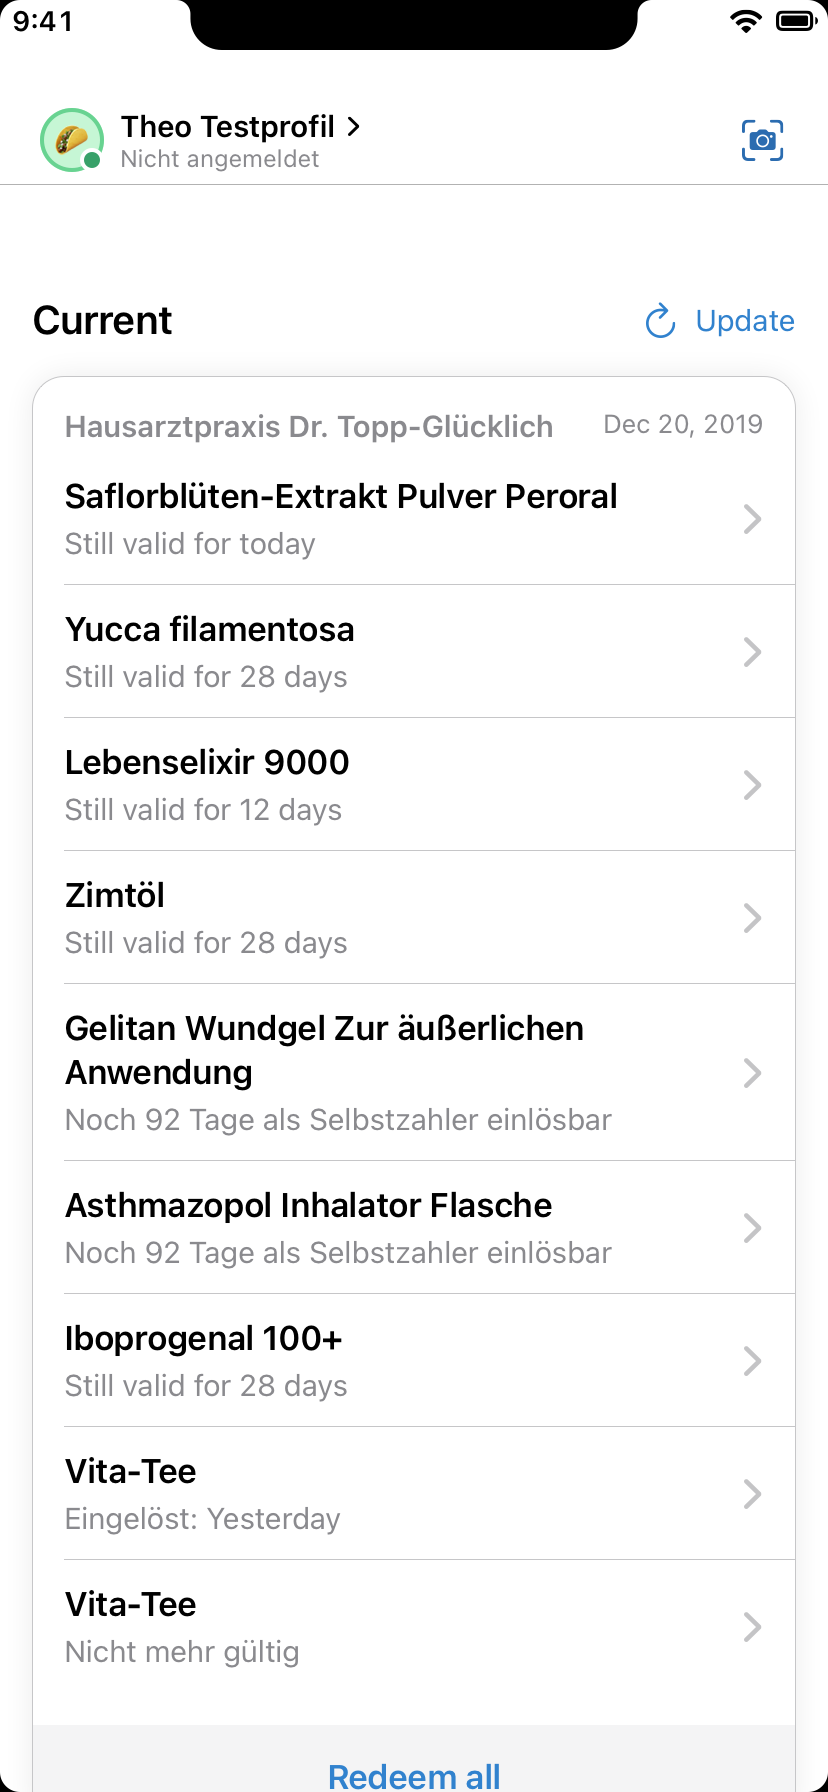 9:41
Theo Testprofil
Nicht angemeldet
Current
Update
Hausarztpraxis Dr. Topp-Glücklich
Dec 20, 2019
Saflorblüten-Extrakt Pulver Peroral
Still valid for today
Yucca filamentosa
Still valid for 28 days
Lebenselixir 9000
Still valid for 12 days
Zimtöl
Still valid for 28 days
Gelitan Wundgel Zur äußerlichen
Anwendung
Noch 92 Tage als Selbstzahler einlösbar
Asthmazopol Inhalator Flasche
Noch 92 Tage als Selbstzahler einlösbar
Iboprogenal 100+
Still valid for 28 days
Vita-Tee
Eingelöst: Yesterday
Vita-Tee
Nicht mehr gültig
Redeem all